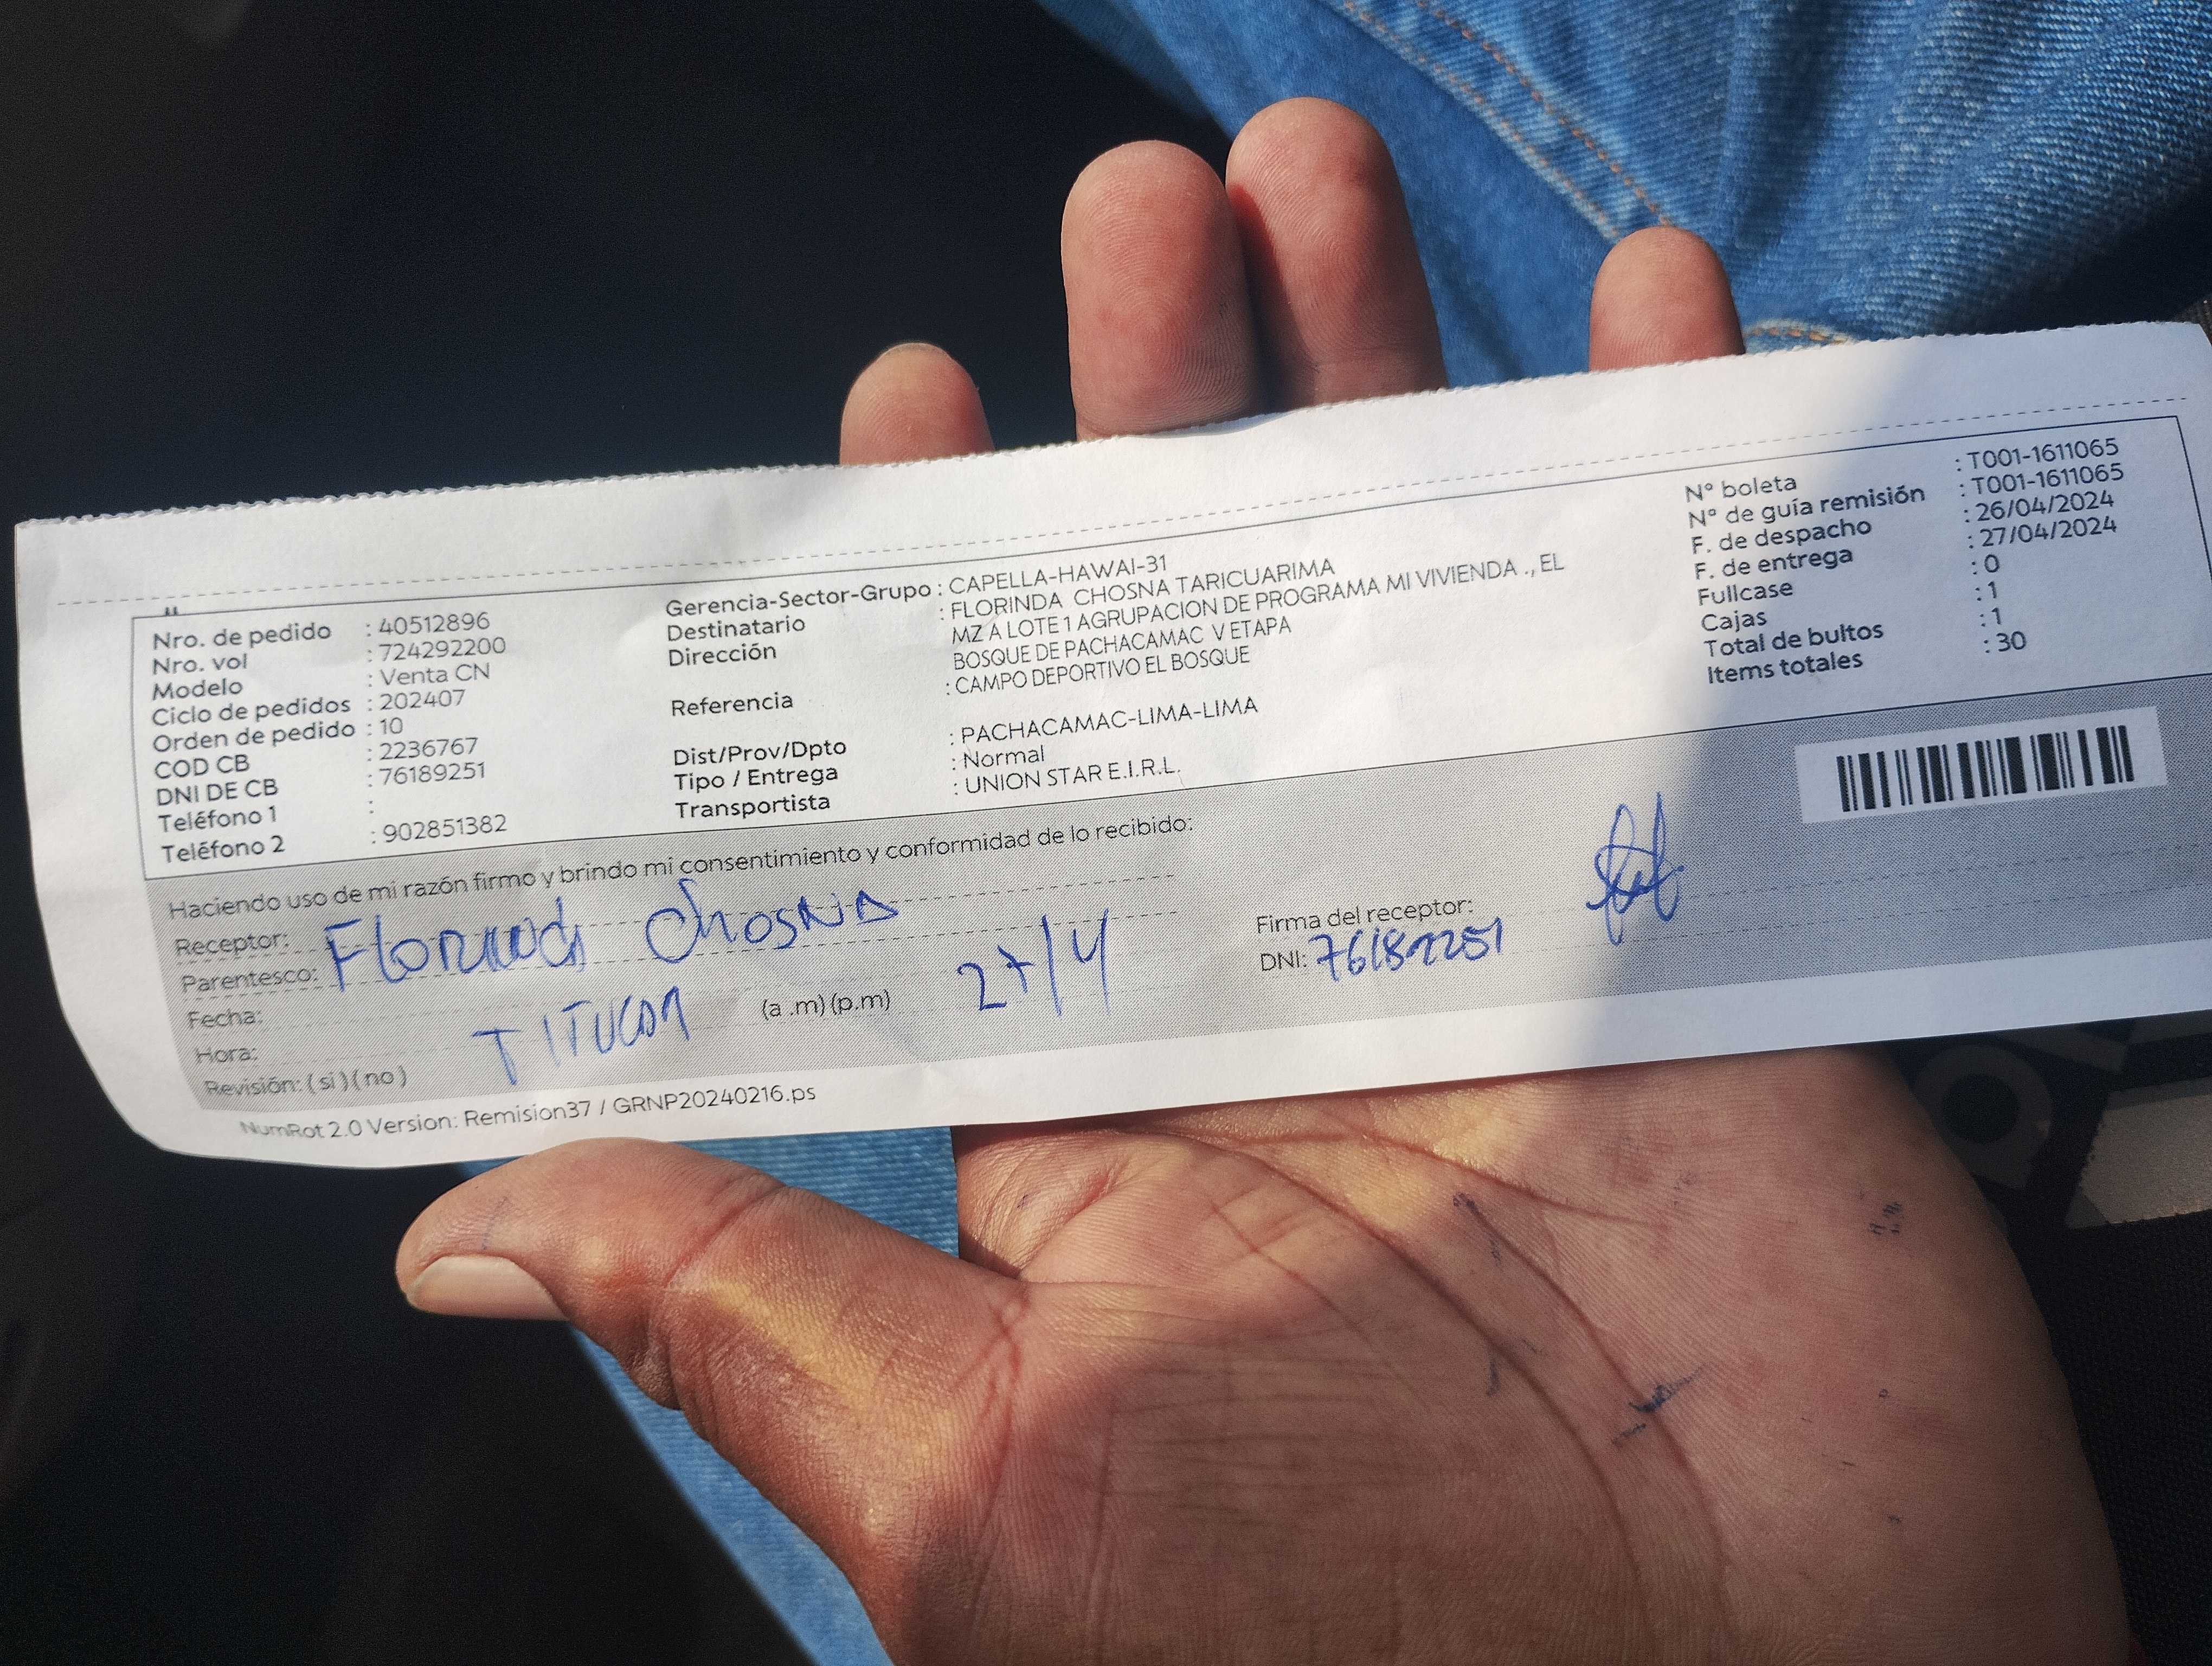 Nro. de pedido : 40512896
Nro. vol : 724292200
Modelo : Venta CN
Ciclo de pedidos : 202407
Orden de pedido : 10
COD CB : 2236767
DNI DE CB : 76189251
Teléfono 1 :
Teléfono 2 : 902851382
Gerencia-Sector-Grupo : CAPELLA-HAWAI-31
Destinatario : FLORINDA CHOSNA TARICUARIMA
Dirección MZ A LOTE 1 AGRUPACION DE PROGRAMA MI VIVIENDA ., EL
BOSQUE DE PACHACAMAC V ETAPA
Referencia : CAMPO DEPORTIVO EL BOSQUE
Dist/Prov/Dpto : PACHACAMAC-LIMA-LIMA
Tipo / Entrega : Normal
Transportista : UNION STAR E.I.R.L.
N° boleta : T001-1611065
N° de guía remisión : T001-1611065
F. de despacho : 26/04/2024
F. de entrega : 27/04/2024
Fullcase : 0
Cajas : 1
Total de bultos : 1
Items totales : 30
Haciendo uso de mi razón firmo y brindo mi consentimiento y conformidad de lo recibido:
Receptor: Florinda Chosna
Parentesco:
Fecha: 27/4
Hora: (a .m) (p.m)
Revisión: ( si ) ( no )
Firma del receptor:
DNI:
NumRot 2.0 Version: Remision37 / GRNP20240216.ps